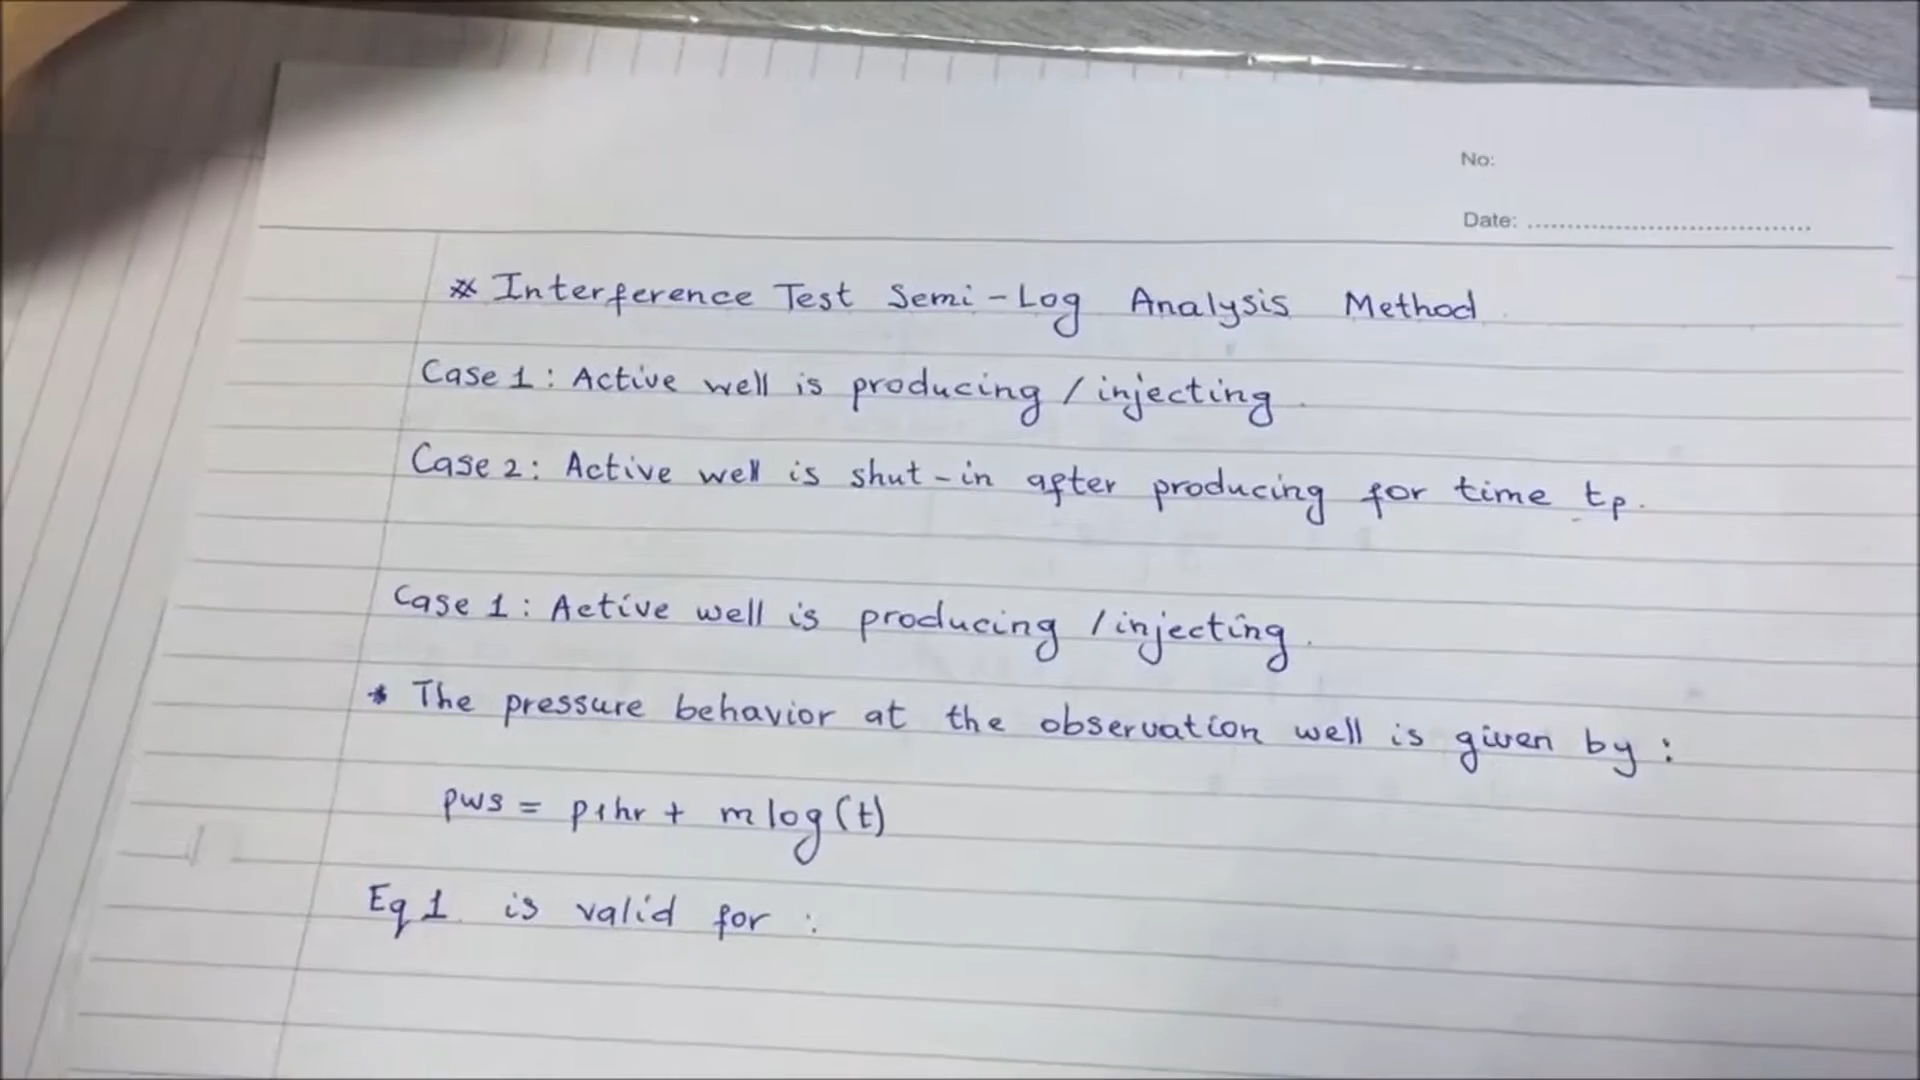 No:
Date: ........................................
* Interference Test Semi-Log Analysis Method
Case 1: Active well is producing / injecting.
Case 2: Active well is shut-in after producing for time tp.
Case 1: Active well is producing / injecting.
* The pressure behavior at the observation well is given by:
pws = p1hr + m log(t)
Eq 1 is valid for :